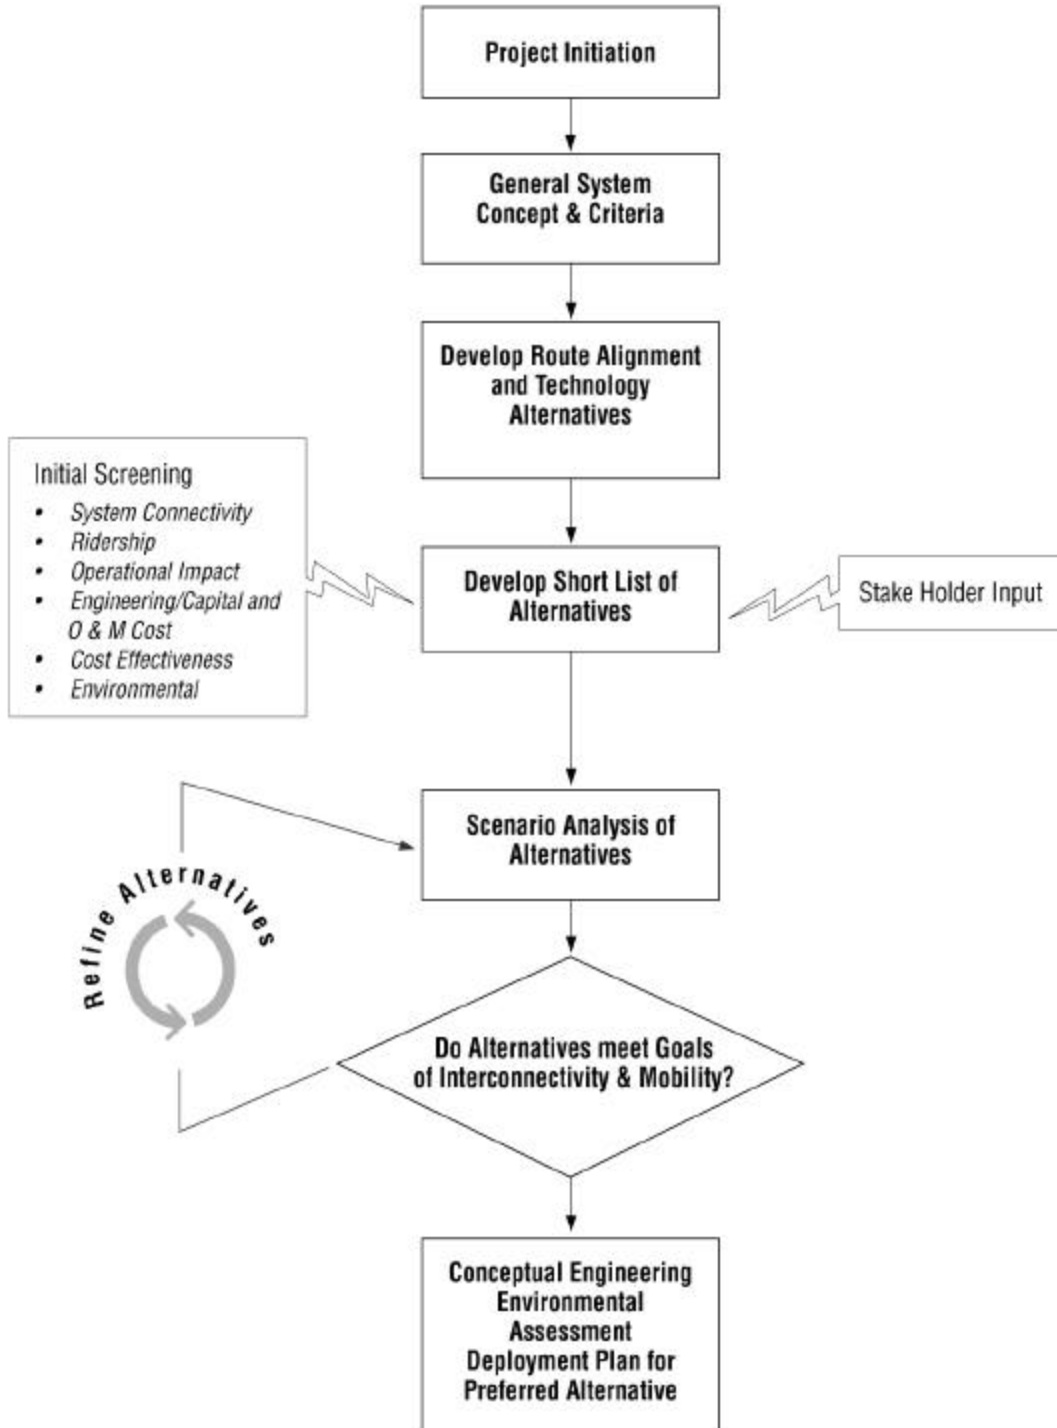 Project Initiation
General System
Concept & Criteria
Develop Route Alignment
and Technology
Alternatives
Initial Screening
• System Connectivity
• Ridership
• Operational Impact
• Engineering/Capital and
O & M Cost
• Cost Effectiveness
• Environmental
Develop Short List of
Alternatives
Stake Holder Input
Scenario Analysis of
Alternatives
Refine Alternatives
Do Alternatives meet Goals
of Interconnectivity & Mobility?
Conceptual Engineering
Environmental
Assessment
Deployment Plan for
Preferred Alternative